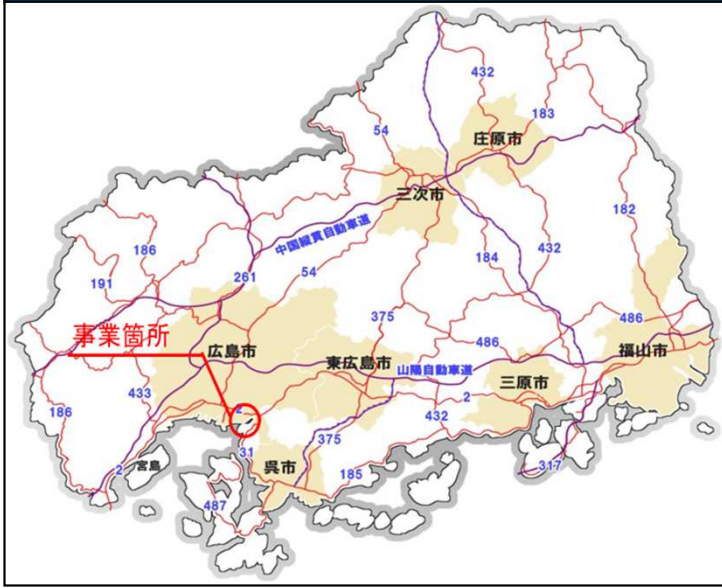 432
54
183
庄原市
三次市
182
中国縦貫自動車道
186
191
261
54
184
432
375
事業箇所
広島市
東広島市
山陽自動車道
486
486
福山市
三原市
186
433
2
2
432
31
375
呉市
185
宮島
2
487
317